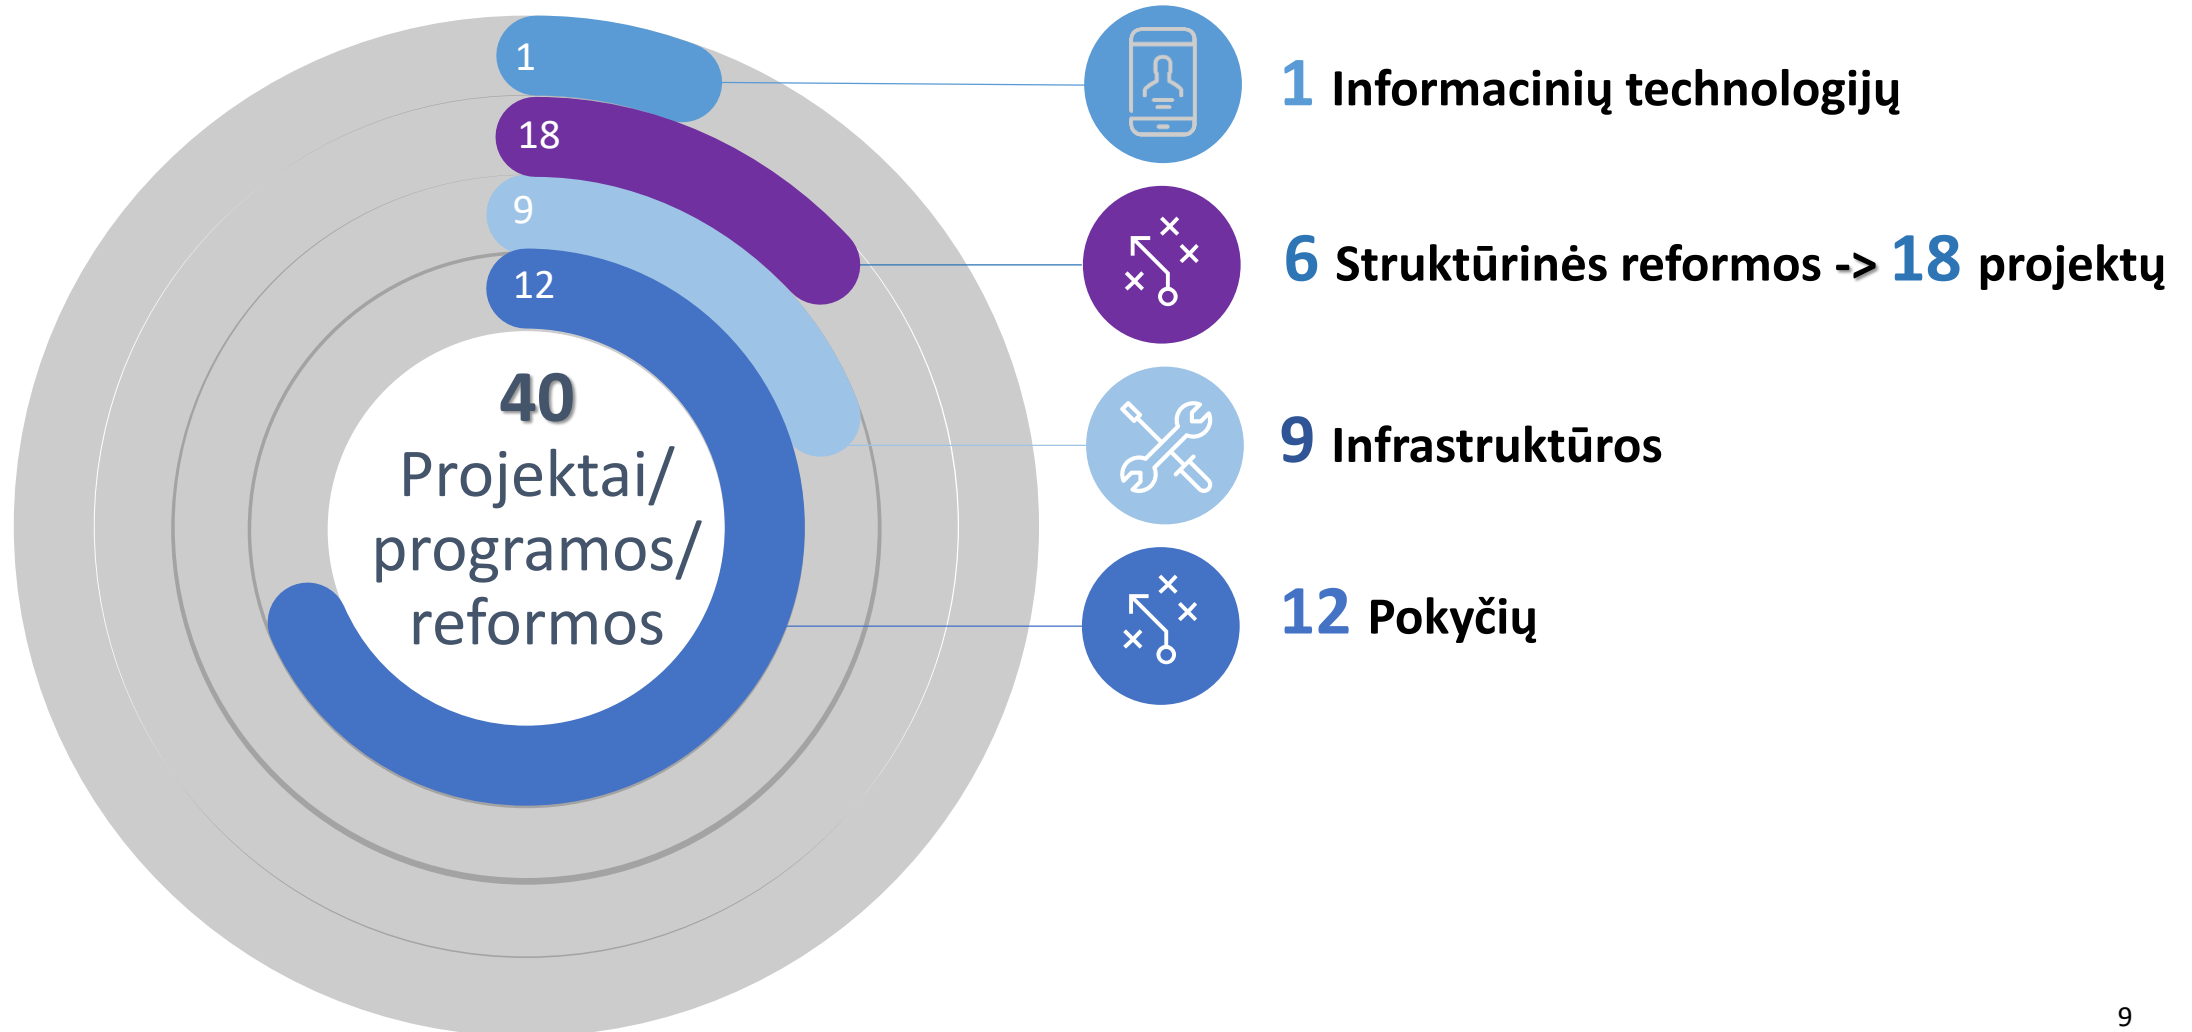 1
18
9
12
40
Projektai/
programos/
reformos
1 Informacinių technologijų
6 Struktūrinės reformos -> 18 projektų
9 Infrastruktūros
12 Pokyčių
9